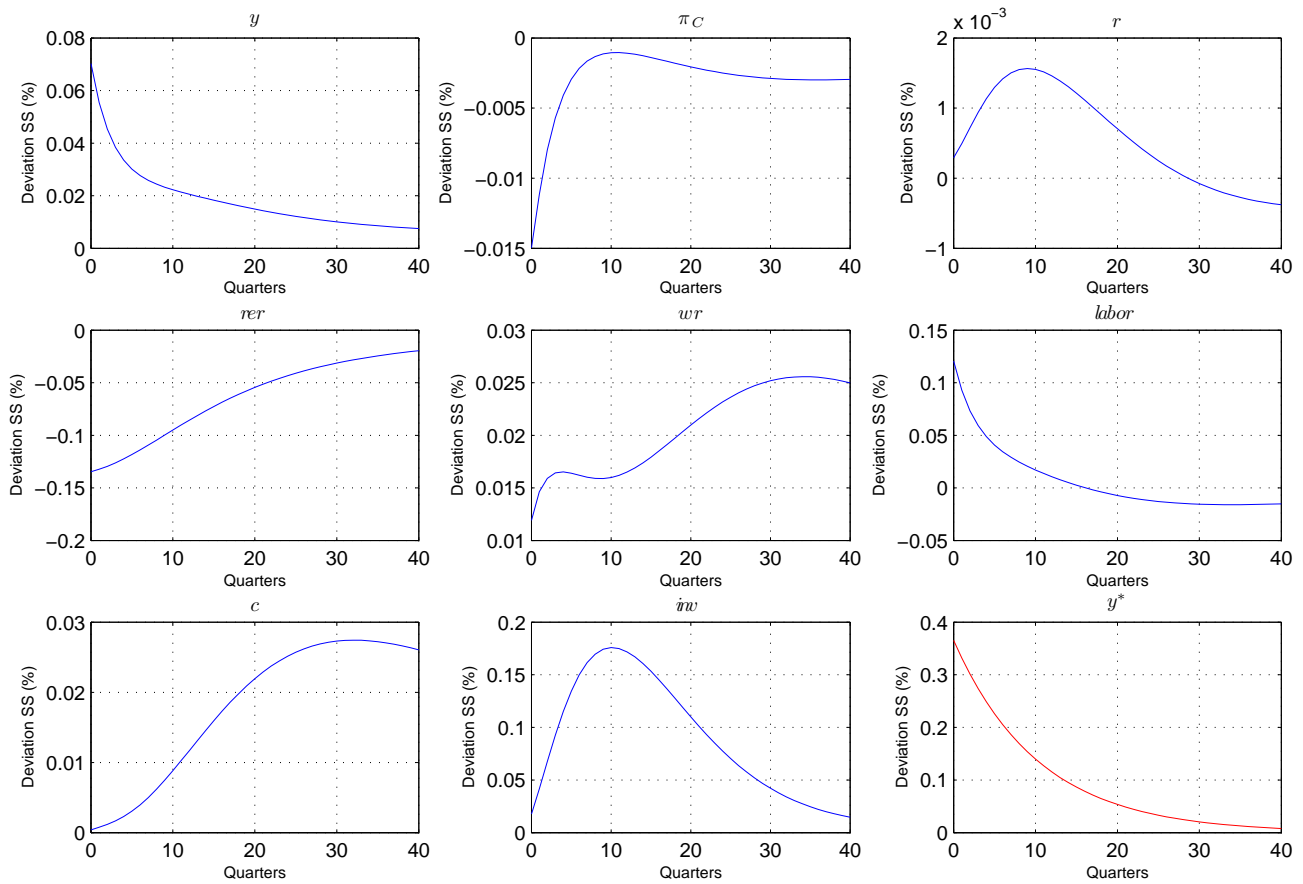 y
0.08
0.06
0.04
0.02
0
Deviation SS (%)
0 10 20 30 40
Quarters
π_C
0
−0.005
−0.01
−0.015
Deviation SS (%)
0 10 20 30 40
Quarters
r
x 10^−3
2
1
0
−1
Deviation SS (%)
0 10 20 30 40
Quarters
rer
0
−0.05
−0.1
−0.15
−0.2
Deviation SS (%)
0 10 20 30 40
Quarters
wr
0.03
0.025
0.02
0.015
0.01
Deviation SS (%)
0 10 20 30 40
Quarters
labor
0.15
0.1
0.05
0
−0.05
Deviation SS (%)
0 10 20 30 40
Quarters
c
0.03
0.02
0.01
0
Deviation SS (%)
0 10 20 30 40
Quarters
inv
0.2
0.15
0.1
0.05
0
Deviation SS (%)
0 10 20 30 40
Quarters
y*
0.4
0.3
0.2
0.1
0
Deviation SS (%)
0 10 20 30 40
Quarters